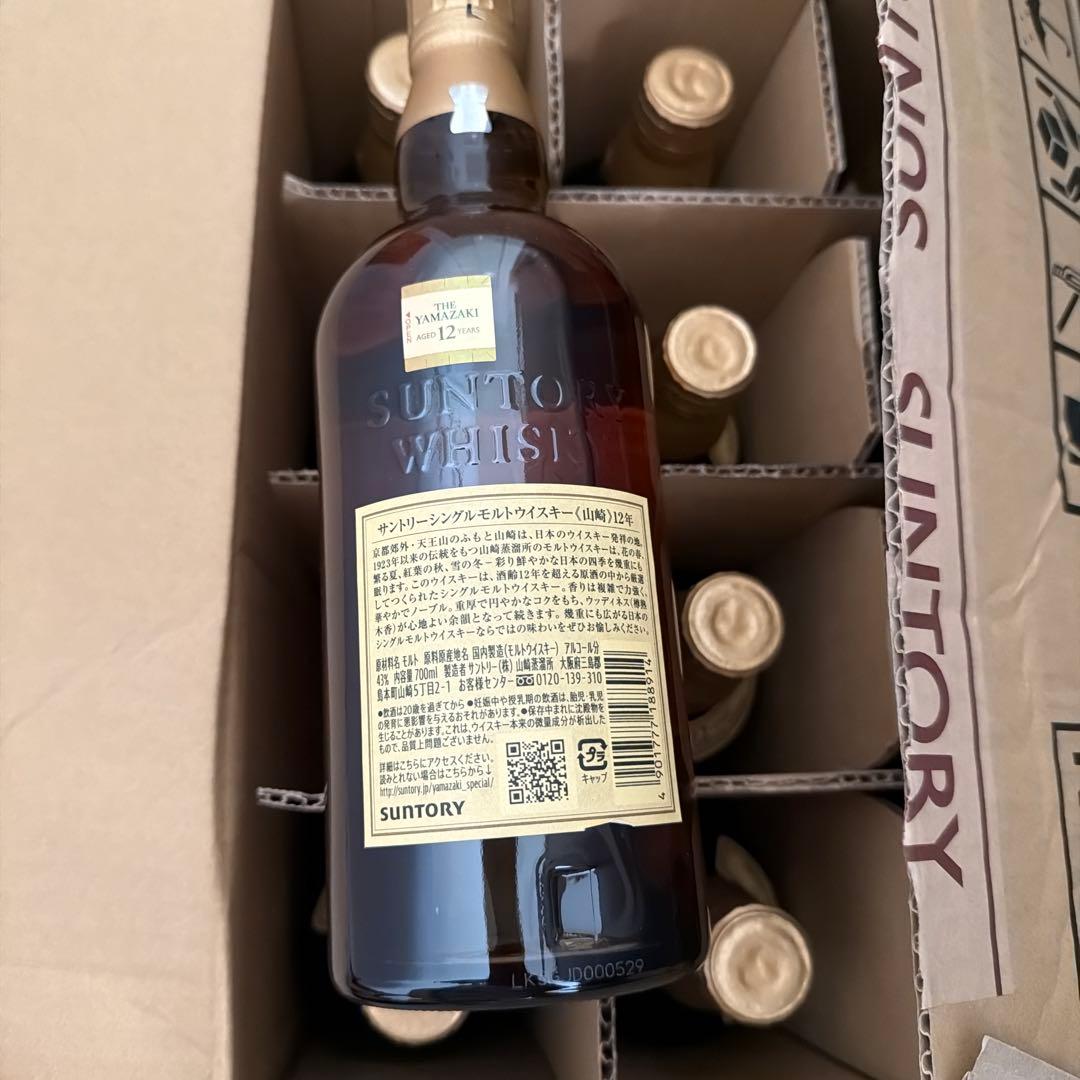 THE
YAMAZAKI
AGED 12 YEARS
OPEN
SUNTORY
WHISKY
サントリーシングルモルトウイスキー《山崎》12年
京都郊外・天王山のふもと山崎は、日本のウイスキー発祥の地。
1923年以来の伝統をもつ山崎蒸溜所のモルトウイスキーは、花の春、
繁る夏、紅葉の秋、雪の冬−彩り鮮やかな日本の四季を幾重にも
眠ります。このウイスキーは、酒齢12年を超える原酒の中から厳選
してつくられたシングルモルトウイスキー。香りは複雑で力強く、
華やかでノーブル。重厚で円やかなコクをもち、ウッディネス(樽熟
木香)が心地よい余韻となって続きます。幾重にも広がる日本の
シングルモルトウイスキーならではの味わいをぜひお愉しみください。
原材料名 モルト 原料原産地名 国内製造(モルトウイスキー) アルコール分
43% 内容量 700ml 製造者 サントリー(株) 山崎蒸溜所 大阪府三島郡
島本町山崎5丁目2-1 お客様センター 0120-139-310
●飲酒は20歳を過ぎてから ●妊娠中や授乳期の飲酒は、胎児・乳児
の発育に悪影響を与えるおそれがあります。●保存中まれに沈殿物を
生じることがあります。これは、ウイスキー本来の微量成分が析出した
もので、品質上問題ございません。
詳細はこちらにアクセスください。
読みとれない場合はこちらから↓
http://suntory.jp/yamazaki_special/
SUNTORY
プラ
キャップ
4 901777 188914
JD000529
SUNTORY